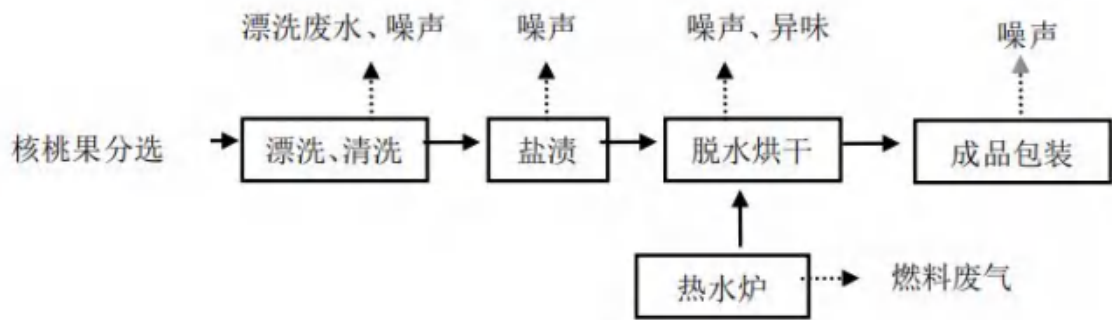 漂洗废水、噪声
噪声
噪声、异味
噪声
核桃果分选
漂洗、清洗
盐渍
脱水烘干
成品包装
热水炉
燃料废气